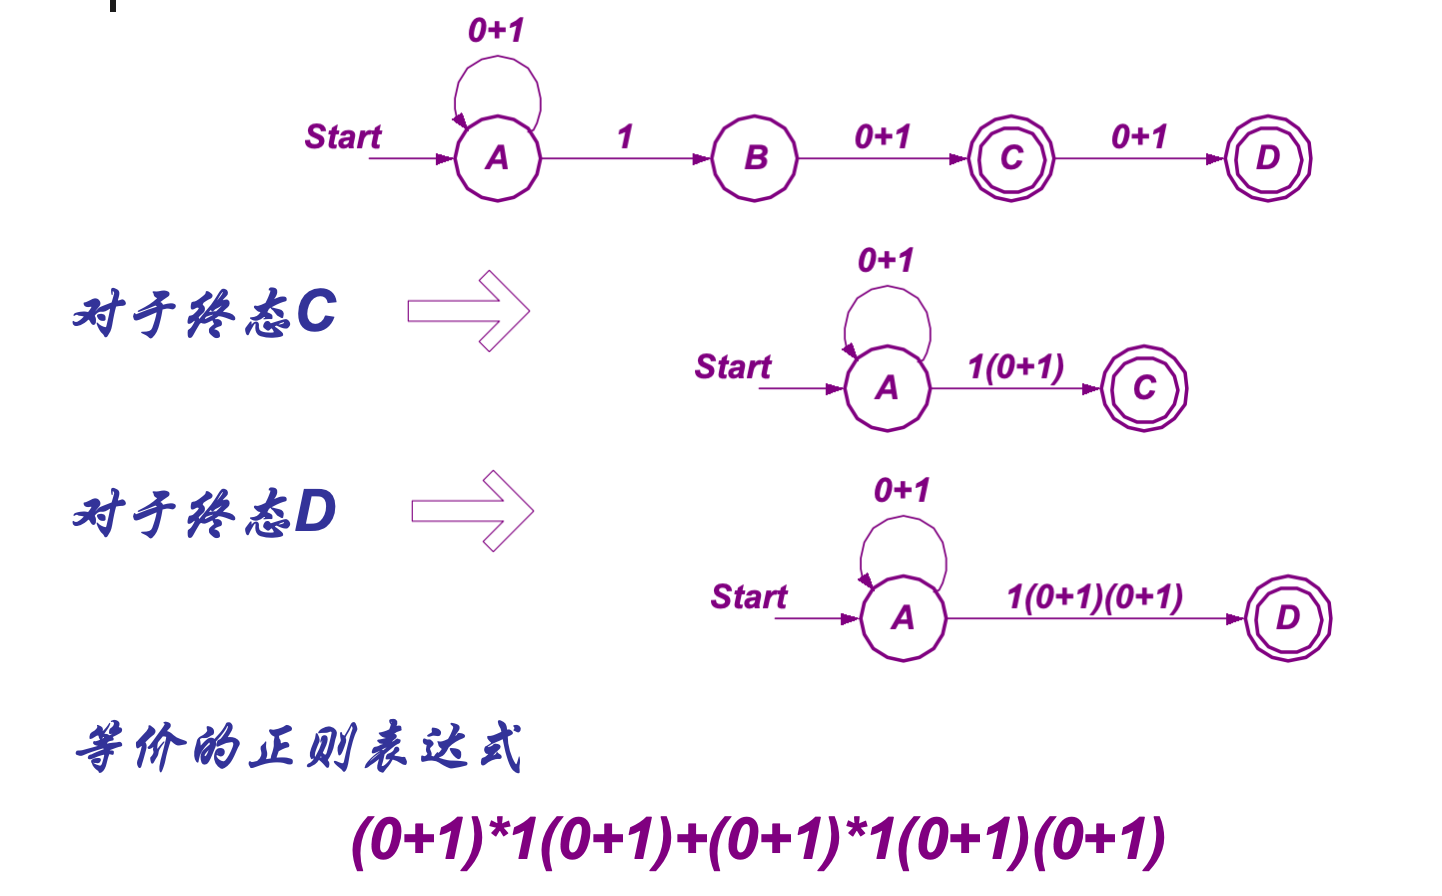 0+1
Start A 1 B 0+1 C 0+1 D
0+1
对于终态C
Start A 1(0+1) C
0+1
对于终态D
Start A 1(0+1)(0+1) D
等价的正则表达式
(0+1)*1(0+1)+(0+1)*1(0+1)(0+1)